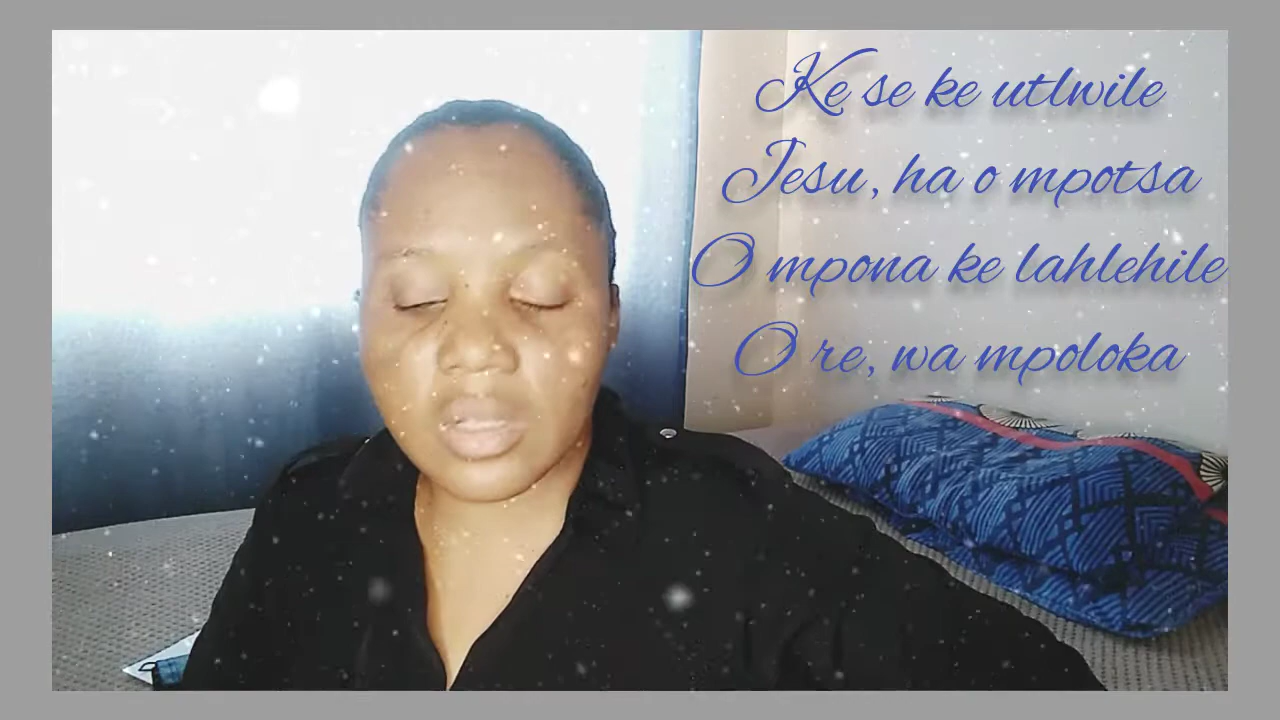 Ke se ke utlwile
Jesu, ha o mpotsa
O mpona ke lahlehile
O re, wa mpoloka